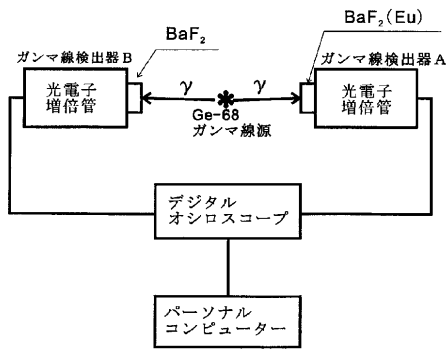 BaF₂
BaF₂(Eu)
ガンマ線検出器B
ガンマ線検出器A
光電子
増倍管
γ
γ
光電子
増倍管
Ge-68
ガンマ線源
デジタル
オシロスコープ
パーソナル
コンピューター